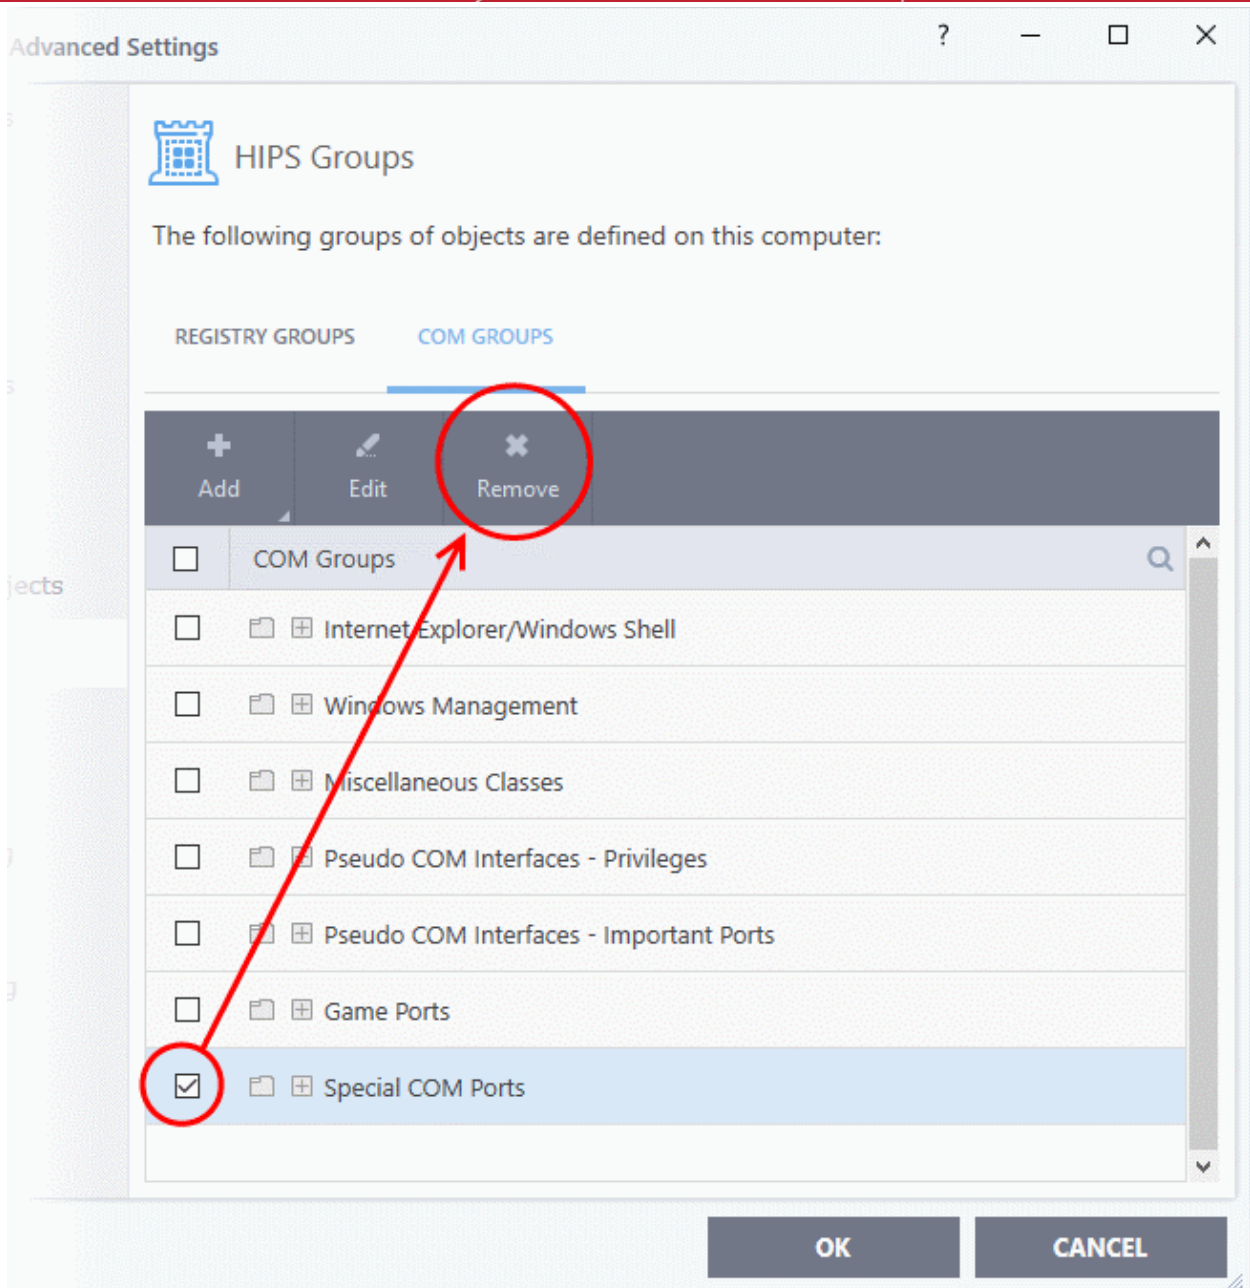 Advanced Settings
?
HIPS Groups
The following groups of objects are defined on this computer:
REGISTRY GROUPS COM GROUPS
Add Edit Remove
COM Groups
jects
Internet Explorer/Windows Shell
Windows Management
Miscellaneous Classes
Pseudo COM Interfaces - Privileges
Pseudo COM Interfaces - Important Ports
g
Game Ports
Special COM Ports
OK CANCEL